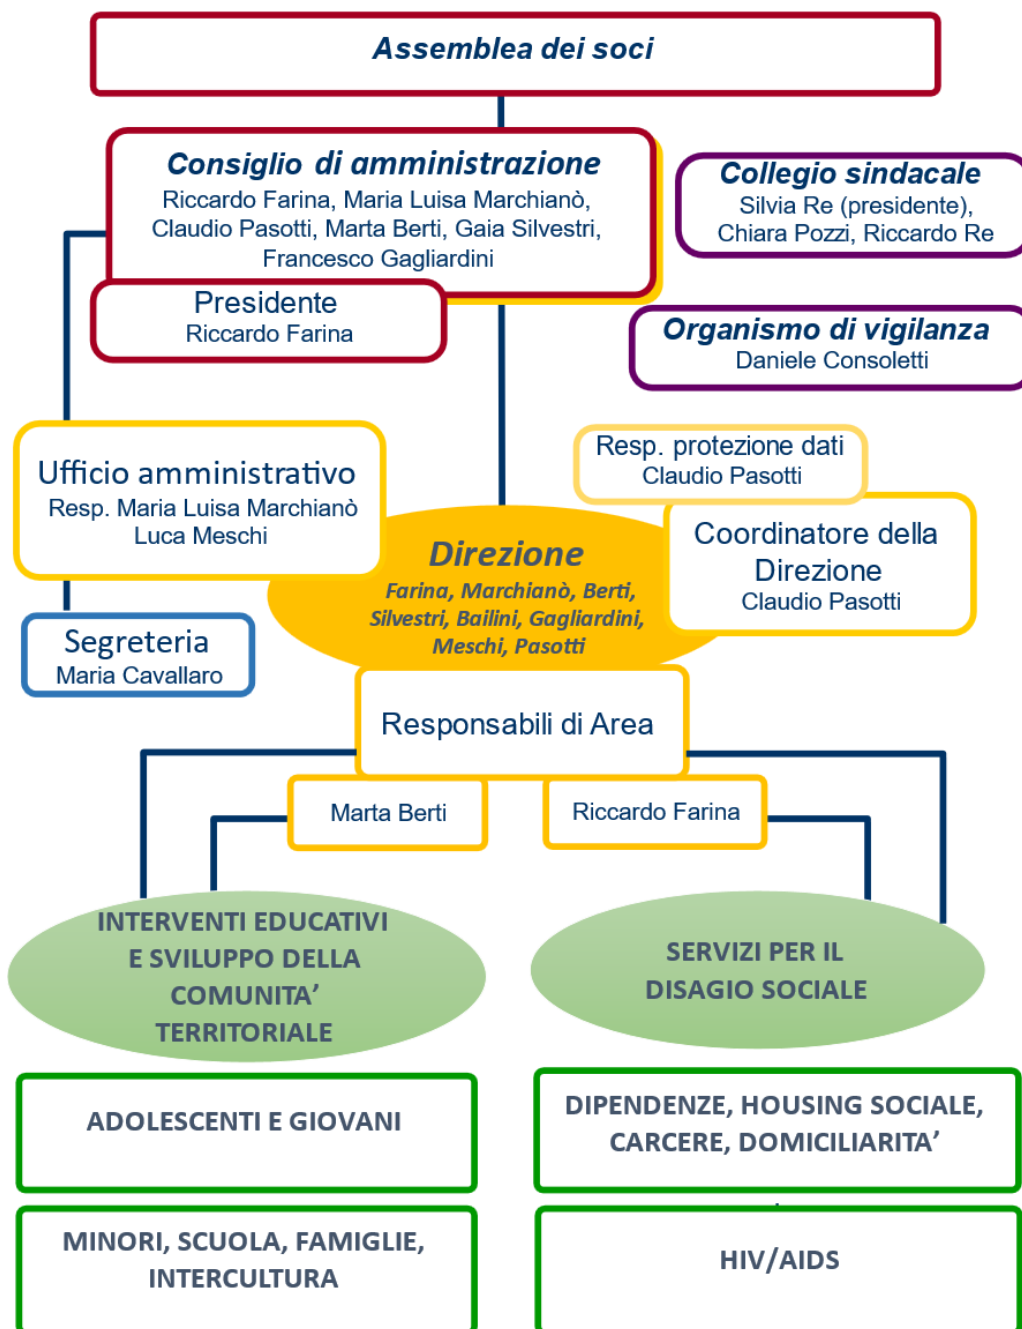 Assemblea dei soci
Consiglio di amministrazione
Riccardo Farina, Maria Luisa Marchianò,
Claudio Pasotti, Marta Berti, Gaia Silvestri,
Francesco Gagliardini
Presidente
Riccardo Farina
Collegio sindacale
Silvia Re (presidente),
Chiara Pozzi, Riccardo Re
Organismo di vigilanza
Daniele Consoletti
Ufficio amministrativo
Resp. Maria Luisa Marchianò
Luca Meschi
Segreteria
Maria Cavallaro
Resp. protezione dati
Claudio Pasotti
Coordinatore della
Direzione
Claudio Pasotti
Direzione
Farina, Marchianò, Berti,
Silvestri, Bailini, Gagliardini,
Meschi, Pasotti
Responsabili di Area
Marta Berti
Riccardo Farina
INTERVENTI EDUCATIVI
E SVILUPPO DELLA
COMUNITA’
TERRITORIALE
SERVIZI PER IL
DISAGIO SOCIALE
ADOLESCENTI E GIOVANI
DIPENDENZE, HOUSING SOCIALE,
CARCERE, DOMICILIARITA’
MINORI, SCUOLA, FAMIGLIE,
INTERCULTURA
HIV/AIDS